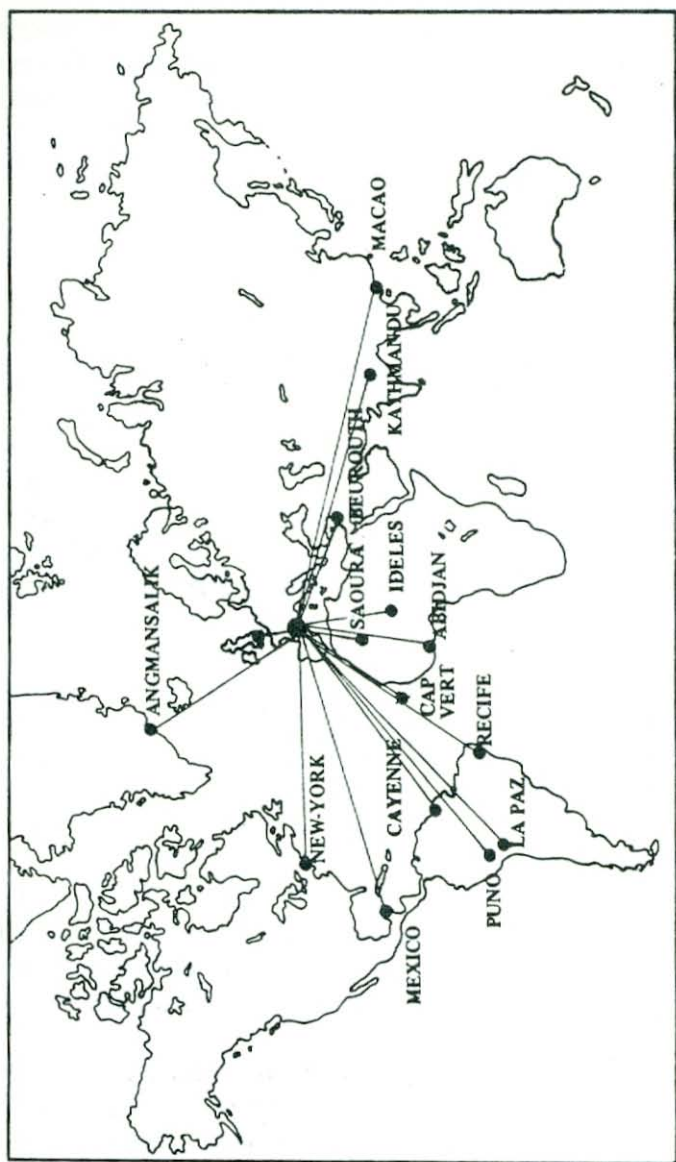 ANGMANSALIK
NEW-YORK
MEXICO
CAYENNE
PUNO
LA PAZ
RECIFE
CAP
VERT
ABIDJAN
SAOURA
IDELES
BEUROUTH
KATHMANDU
MACAO